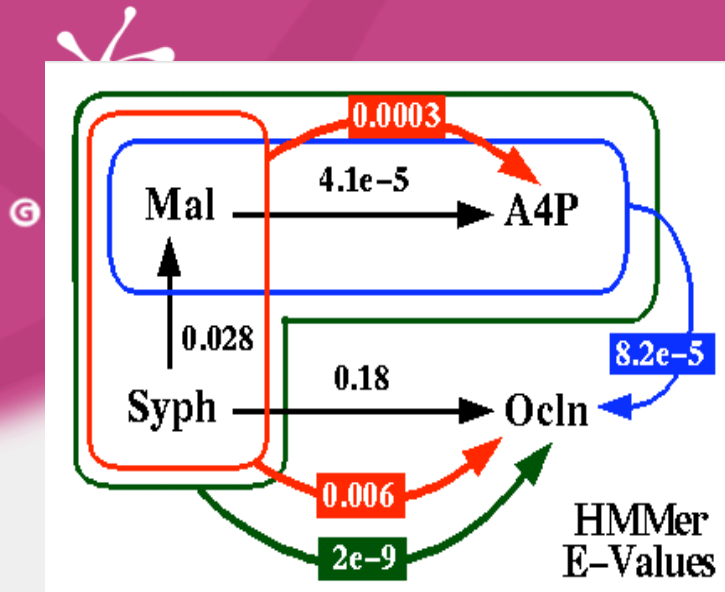 G
0.0003
4.1e−5
Mal
A4P
0.028
8.2e−5
0.18
Syph
Ocln
0.006
2e−9
HMMer
E−Values